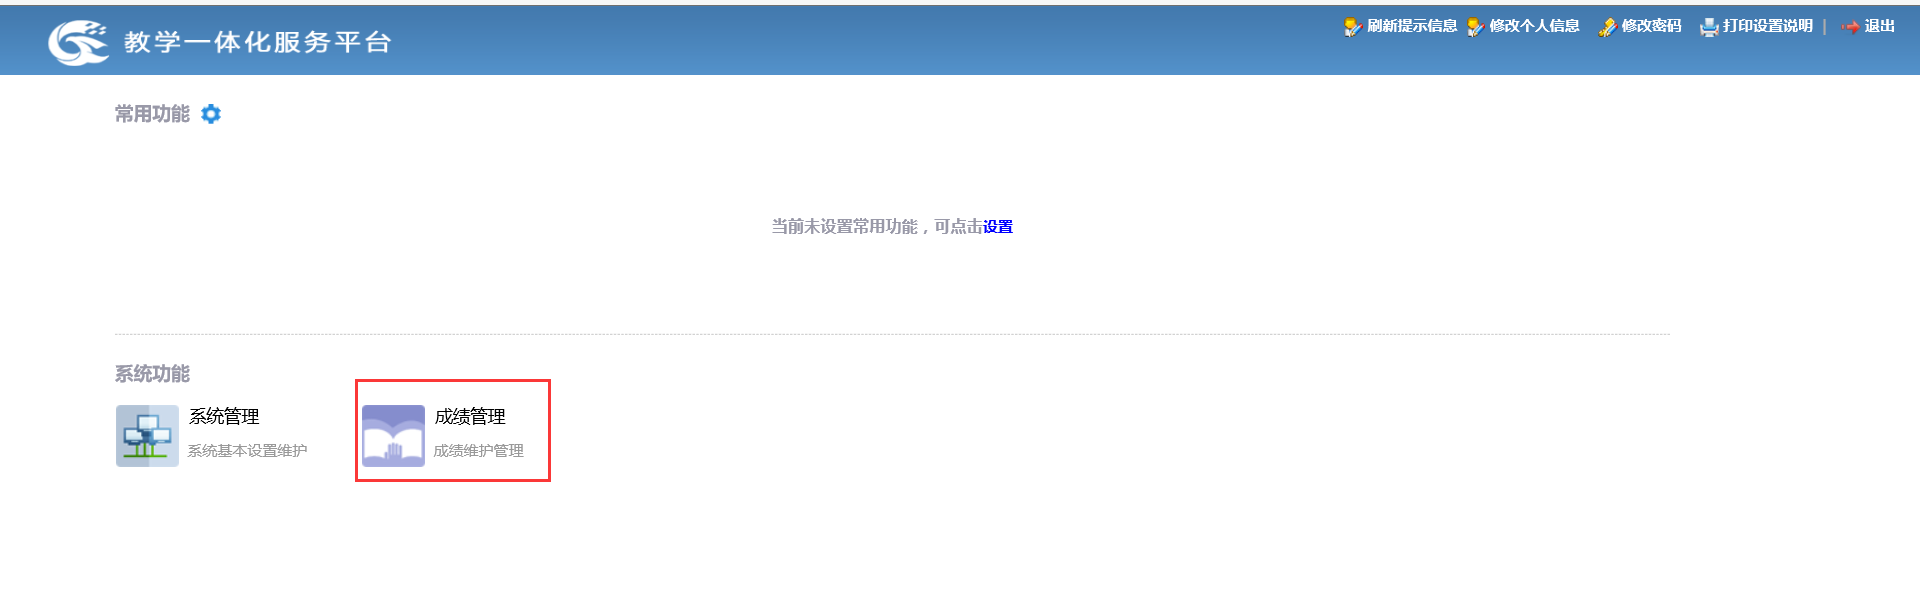 教学一体化服务平台
刷新提示信息 修改个人信息 修改密码 打印设置说明 | 退出
常用功能
当前未设置常用功能，可点击设置
系统功能
系统管理
系统基本设置维护
成绩管理
成绩维护管理